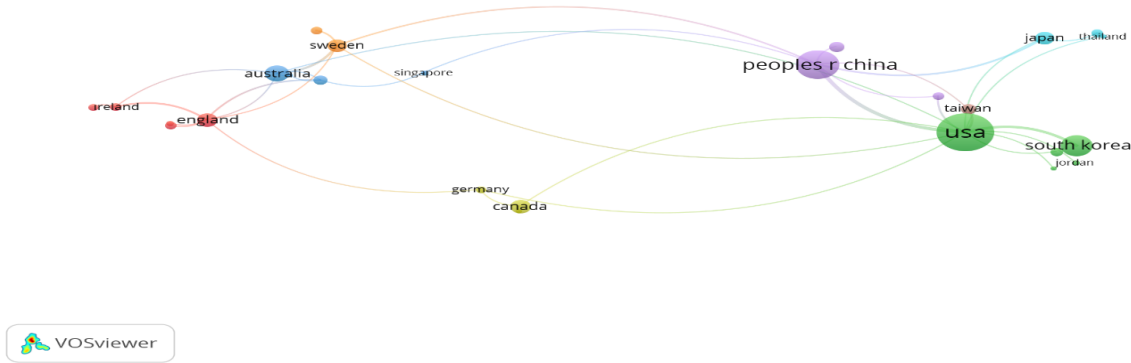 sweden
japan
thailand
peoples r china
australia
singapore
ireland
england
taiwan
usa
south korea
jordan
germany
canada
VOSviewer